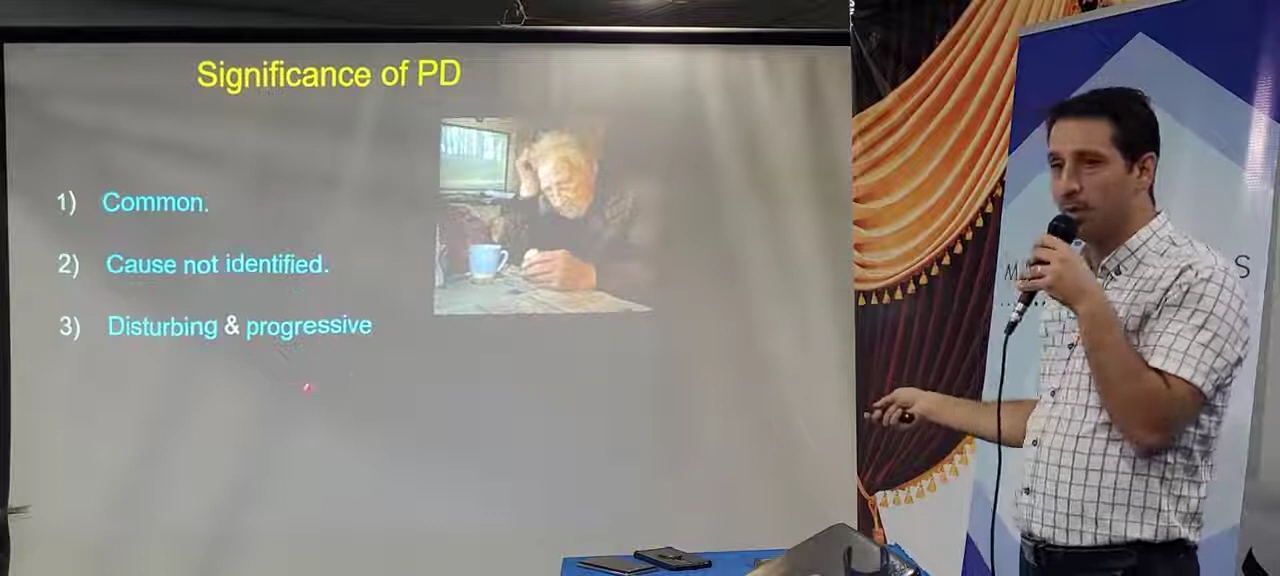 Significance of PD
1) Common.
2) Cause not identified.
3) Disturbing & progressive
M
S